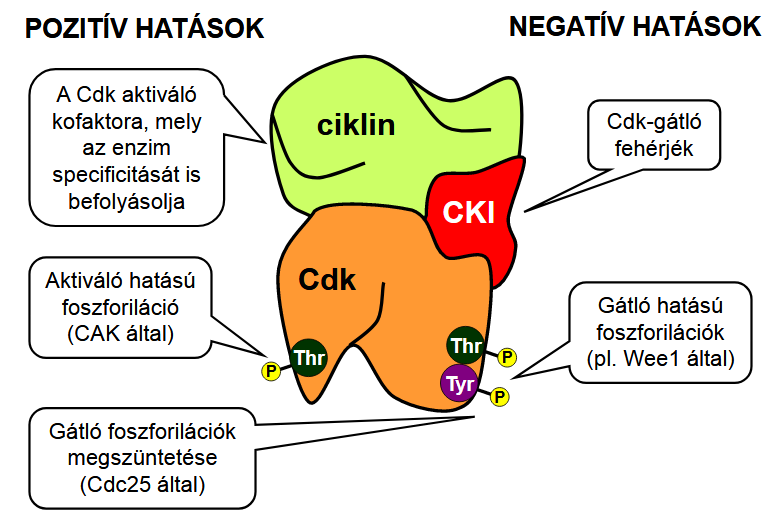 POZITÍV HATÁSOK
NEGATÍV HATÁSOK
A Cdk aktiváló
kofaktora, mely
az enzim
specificitását is
befolyásolja
ciklin
Cdk-gátló
fehérjék
CKI
Cdk
Aktiváló hatású
foszforiláció
(CAK által)
Gátló hatású
foszforilációk
(pl. Wee1 által)
Thr
P
Thr
P
Tyr
P
Gátló foszforilációk
megszüntetése
(Cdc25 által)